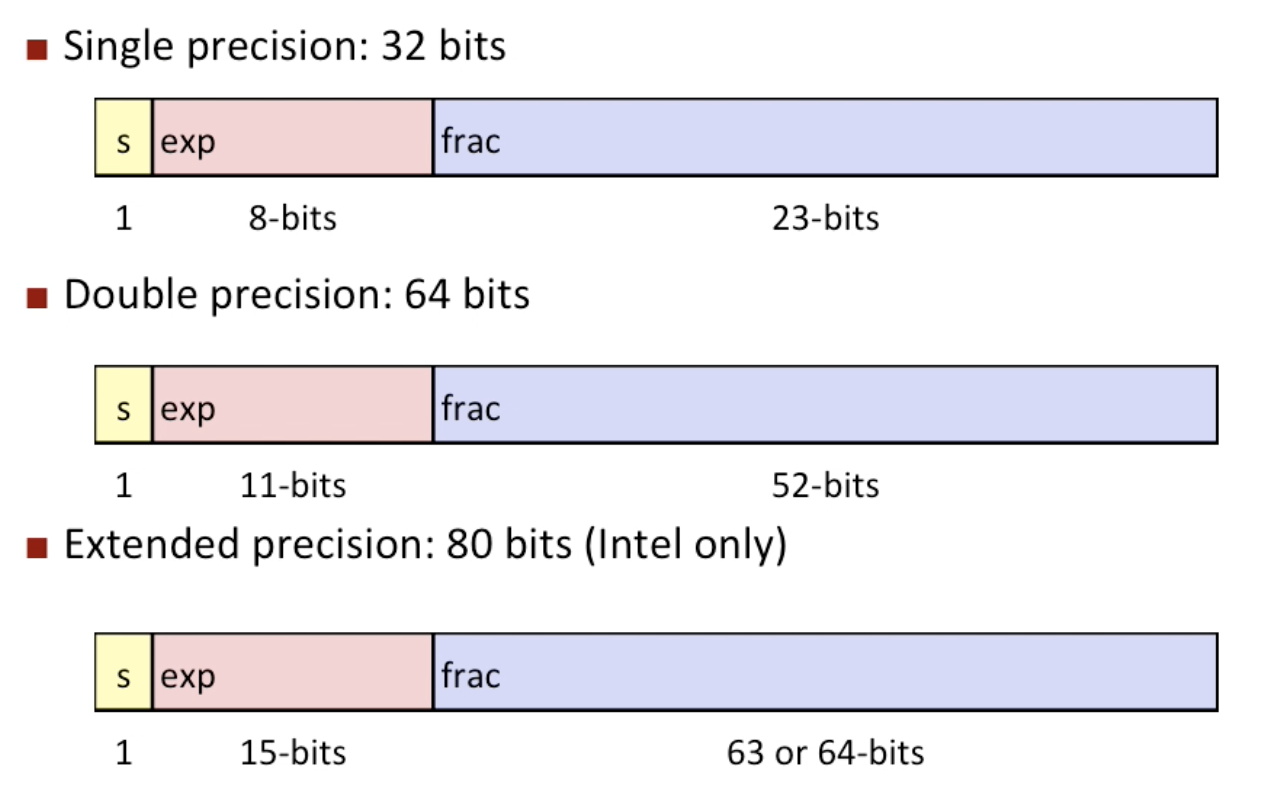 Single precision: 32 bits
s exp frac
1 8-bits 23-bits
Double precision: 64 bits
s exp frac
1 11-bits 52-bits
Extended precision: 80 bits (Intel only)
s exp frac
1 15-bits 63 or 64-bits